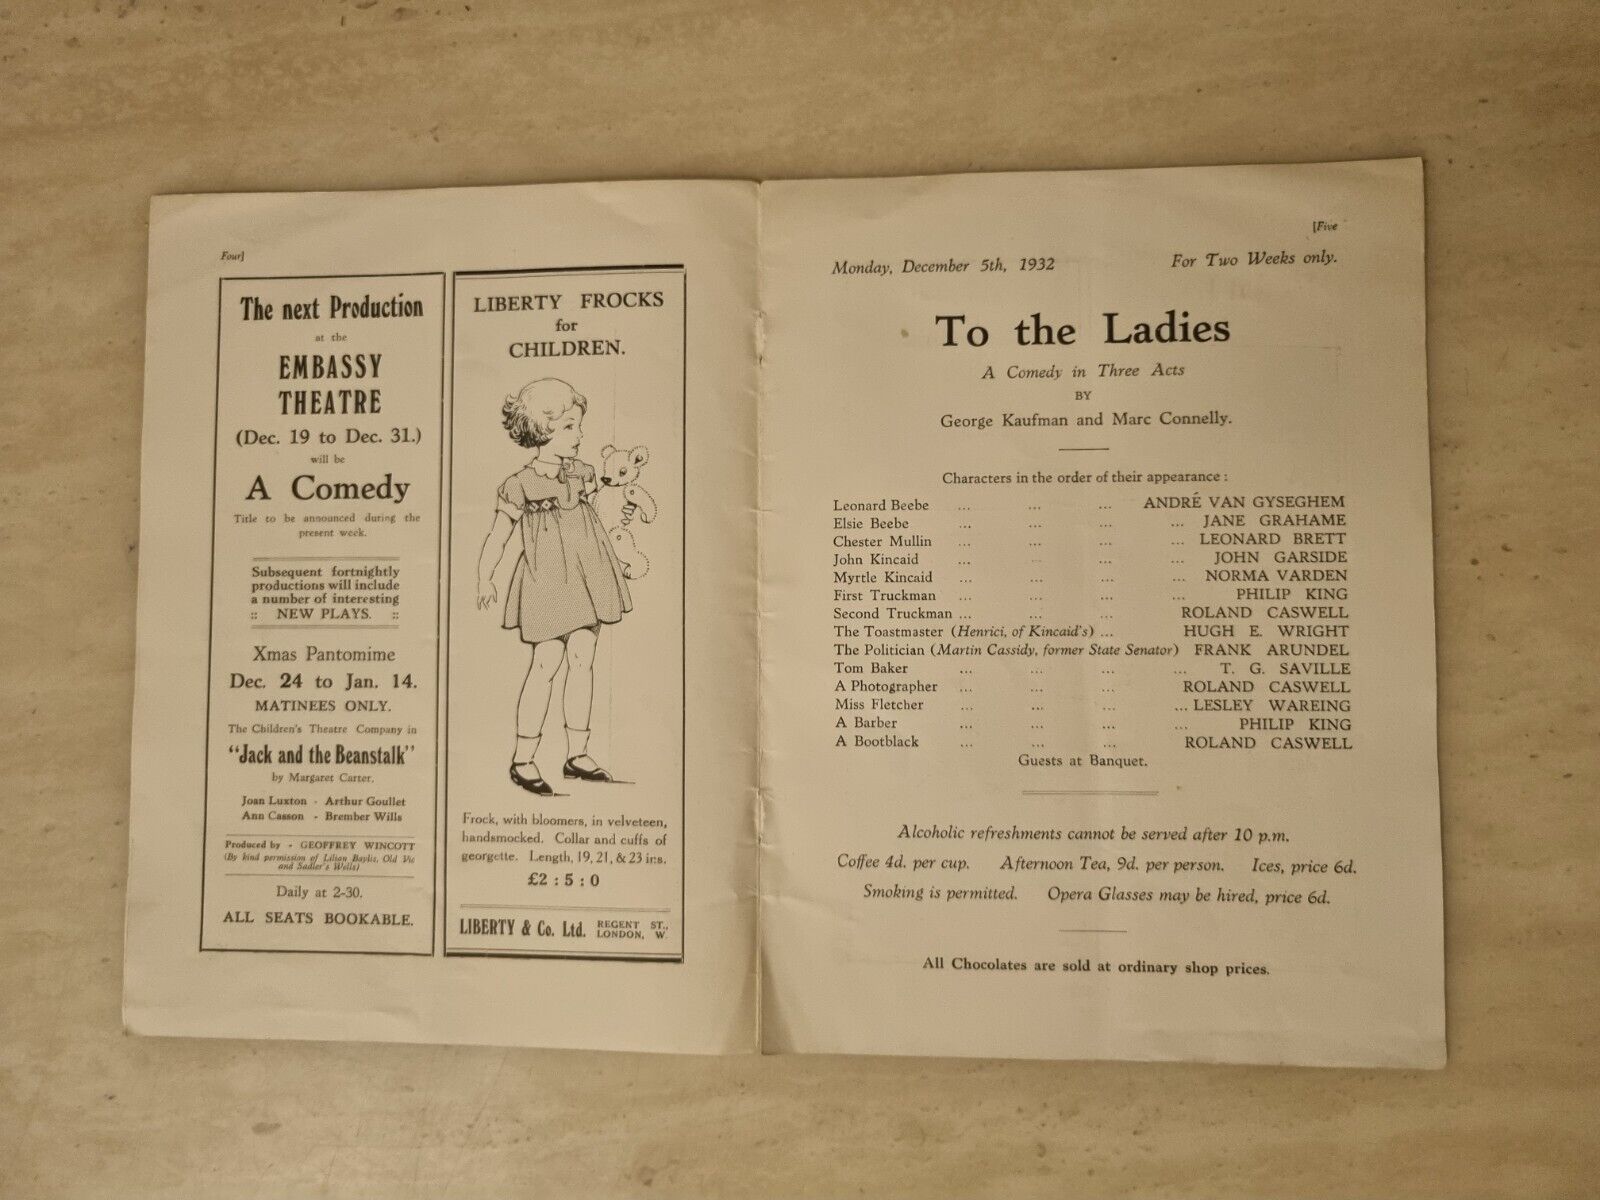 Four]
The next Production
at the
EMBASSY
THEATRE
(Dec. 19 to Dec. 31.)
will be
A Comedy
Title to be announced during the
present week.
Subsequent fortnightly
productions will include
a number of interesting
:: NEW PLAYS. ::
Xmas Pantomime
Dec. 24 to Jan. 14.
MATINEES ONLY.
The Children's Theatre Company in
"Jack and the Beanstalk"
by Margaret Carter.
Joan Luxton - Arthur Goullet
Ann Casson - Brember Wills
Produced by - GEOFFREY WINCOTT
(By kind permission of Lilian Baylis, Old Vic
and Sadler's Wells)
Daily at 2-30.
ALL SEATS BOOKABLE.
LIBERTY FROCKS
for
CHILDREN.
Frock, with bloomers, in velveteen,
handsmocked. Collar and cuffs of
georgette. Length, 19, 21, & 23 ins.
£2 : 5 : 0
LIBERTY & Co. Ltd. REGENT ST.,
LONDON, W.
[Five
Monday, December 5th, 1932 For Two Weeks only.
To the Ladies
A Comedy in Three Acts
BY
George Kaufman and Marc Connelly.
Characters in the order of their appearance :
Leonard Beebe ... ... ... ANDRÉ VAN GYSEGHEM
Elsie Beebe ... ... ... ... JANE GRAHAME
Chester Mullin ... ... ... ... LEONARD BRETT
John Kincaid ... ... ... ... JOHN GARSIDE
Myrtle Kincaid ... ... ... ... NORMA VARDEN
First Truckman ... ... ... ... PHILIP KING
Second Truckman ... ... ... ROLAND CASWELL
The Toastmaster (Henrici, of Kincaid's) ... HUGH E. WRIGHT
The Politician (Martin Cassidy, former State Senator) FRANK ARUNDEL
Tom Baker ... ... ... ... T. G. SAVILLE
A Photographer ... ... ... ROLAND CASWELL
Miss Fletcher ... ... ... ... LESLEY WAREING
A Barber ... ... ... PHILIP KING
A Bootblack ... ... ... ROLAND CASWELL
Guests at Banquet.
Alcoholic refreshments cannot be served after 10 p.m.
Coffee 4d. per cup. Afternoon Tea, 9d. per person. Ices, price 6d.
Smoking is permitted. Opera Glasses may be hired, price 6d.
All Chocolates are sold at ordinary shop prices.